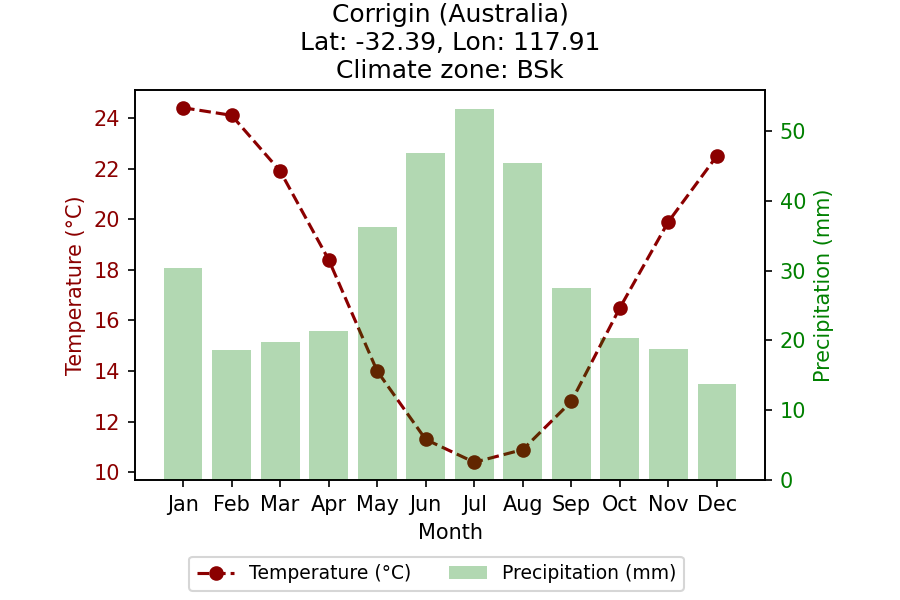 Corrigin (Australia)
Lat: -32.39, Lon: 117.91
Climate zone: BSk
Temperature (°C)
24
22
20
18
16
14
12
10
Precipitation (mm)
50
40
30
20
10
0
Jan Feb Mar Apr May Jun Jul Aug Sep Oct Nov Dec
Month
Temperature (°C) Precipitation (mm)